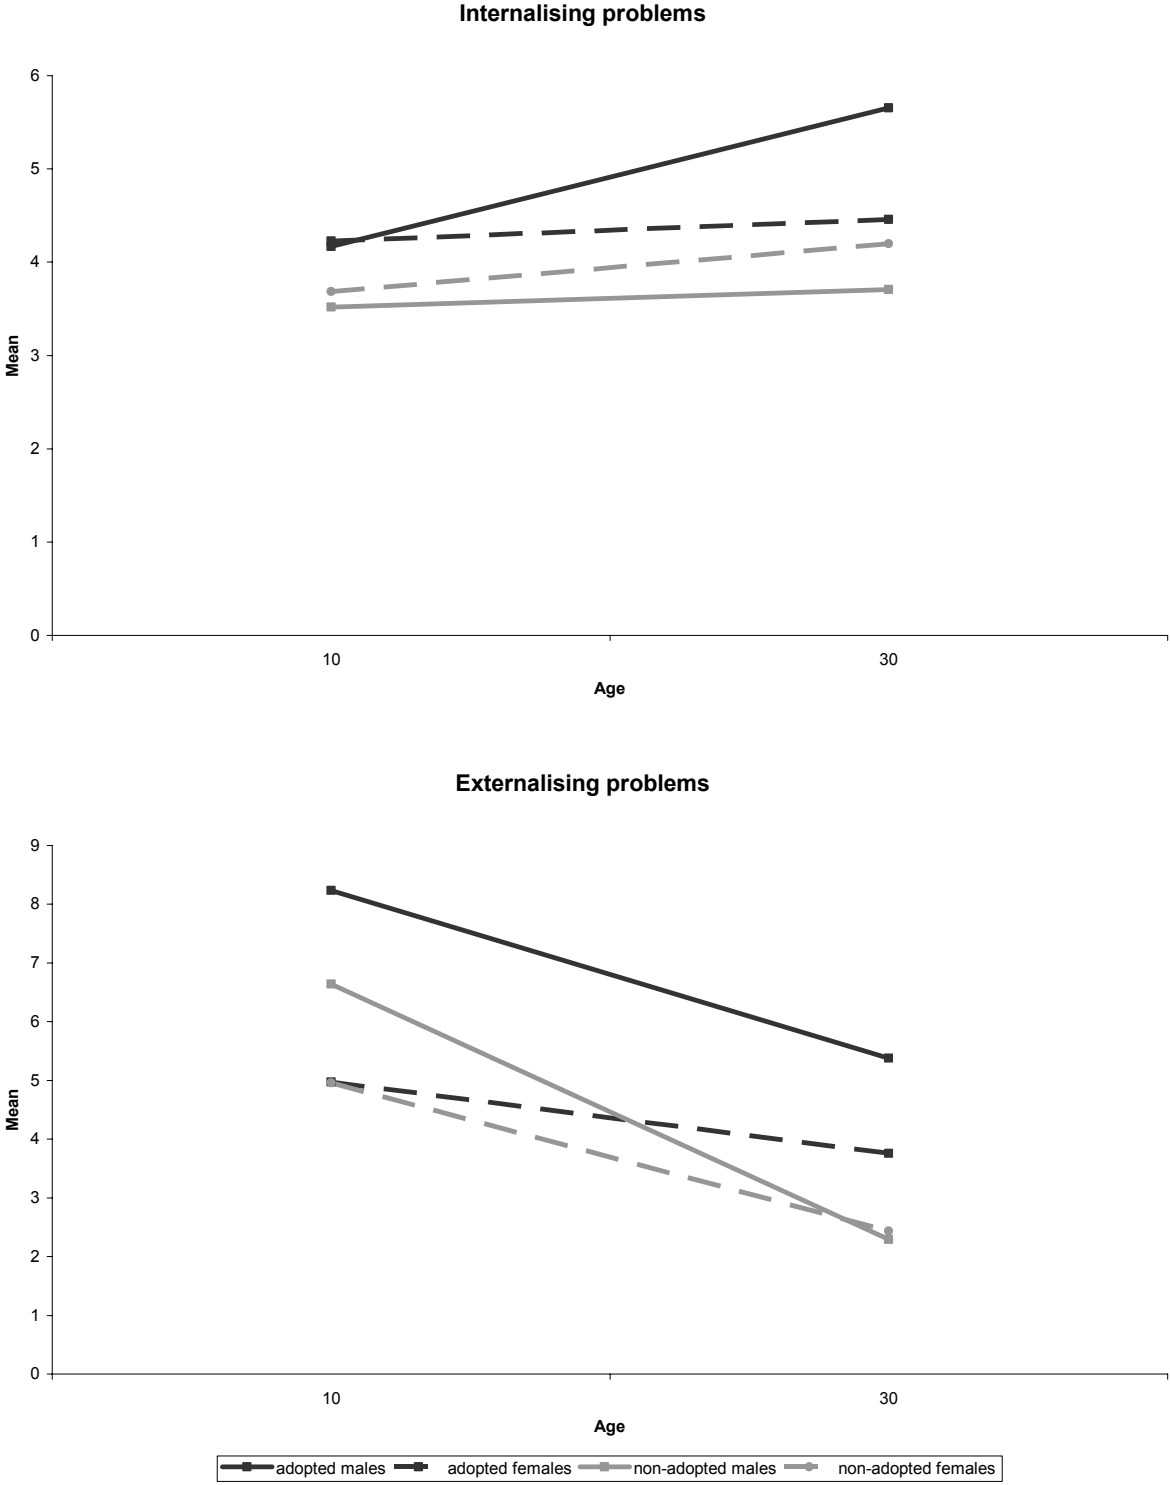 Internalising problems
6
5
4
3
2
1
0
Mean
10 30
Age
Externalising problems
9
8
7
6
5
4
3
2
1
0
Mean
10 30
Age
adopted males adopted females non-adopted males non-adopted females